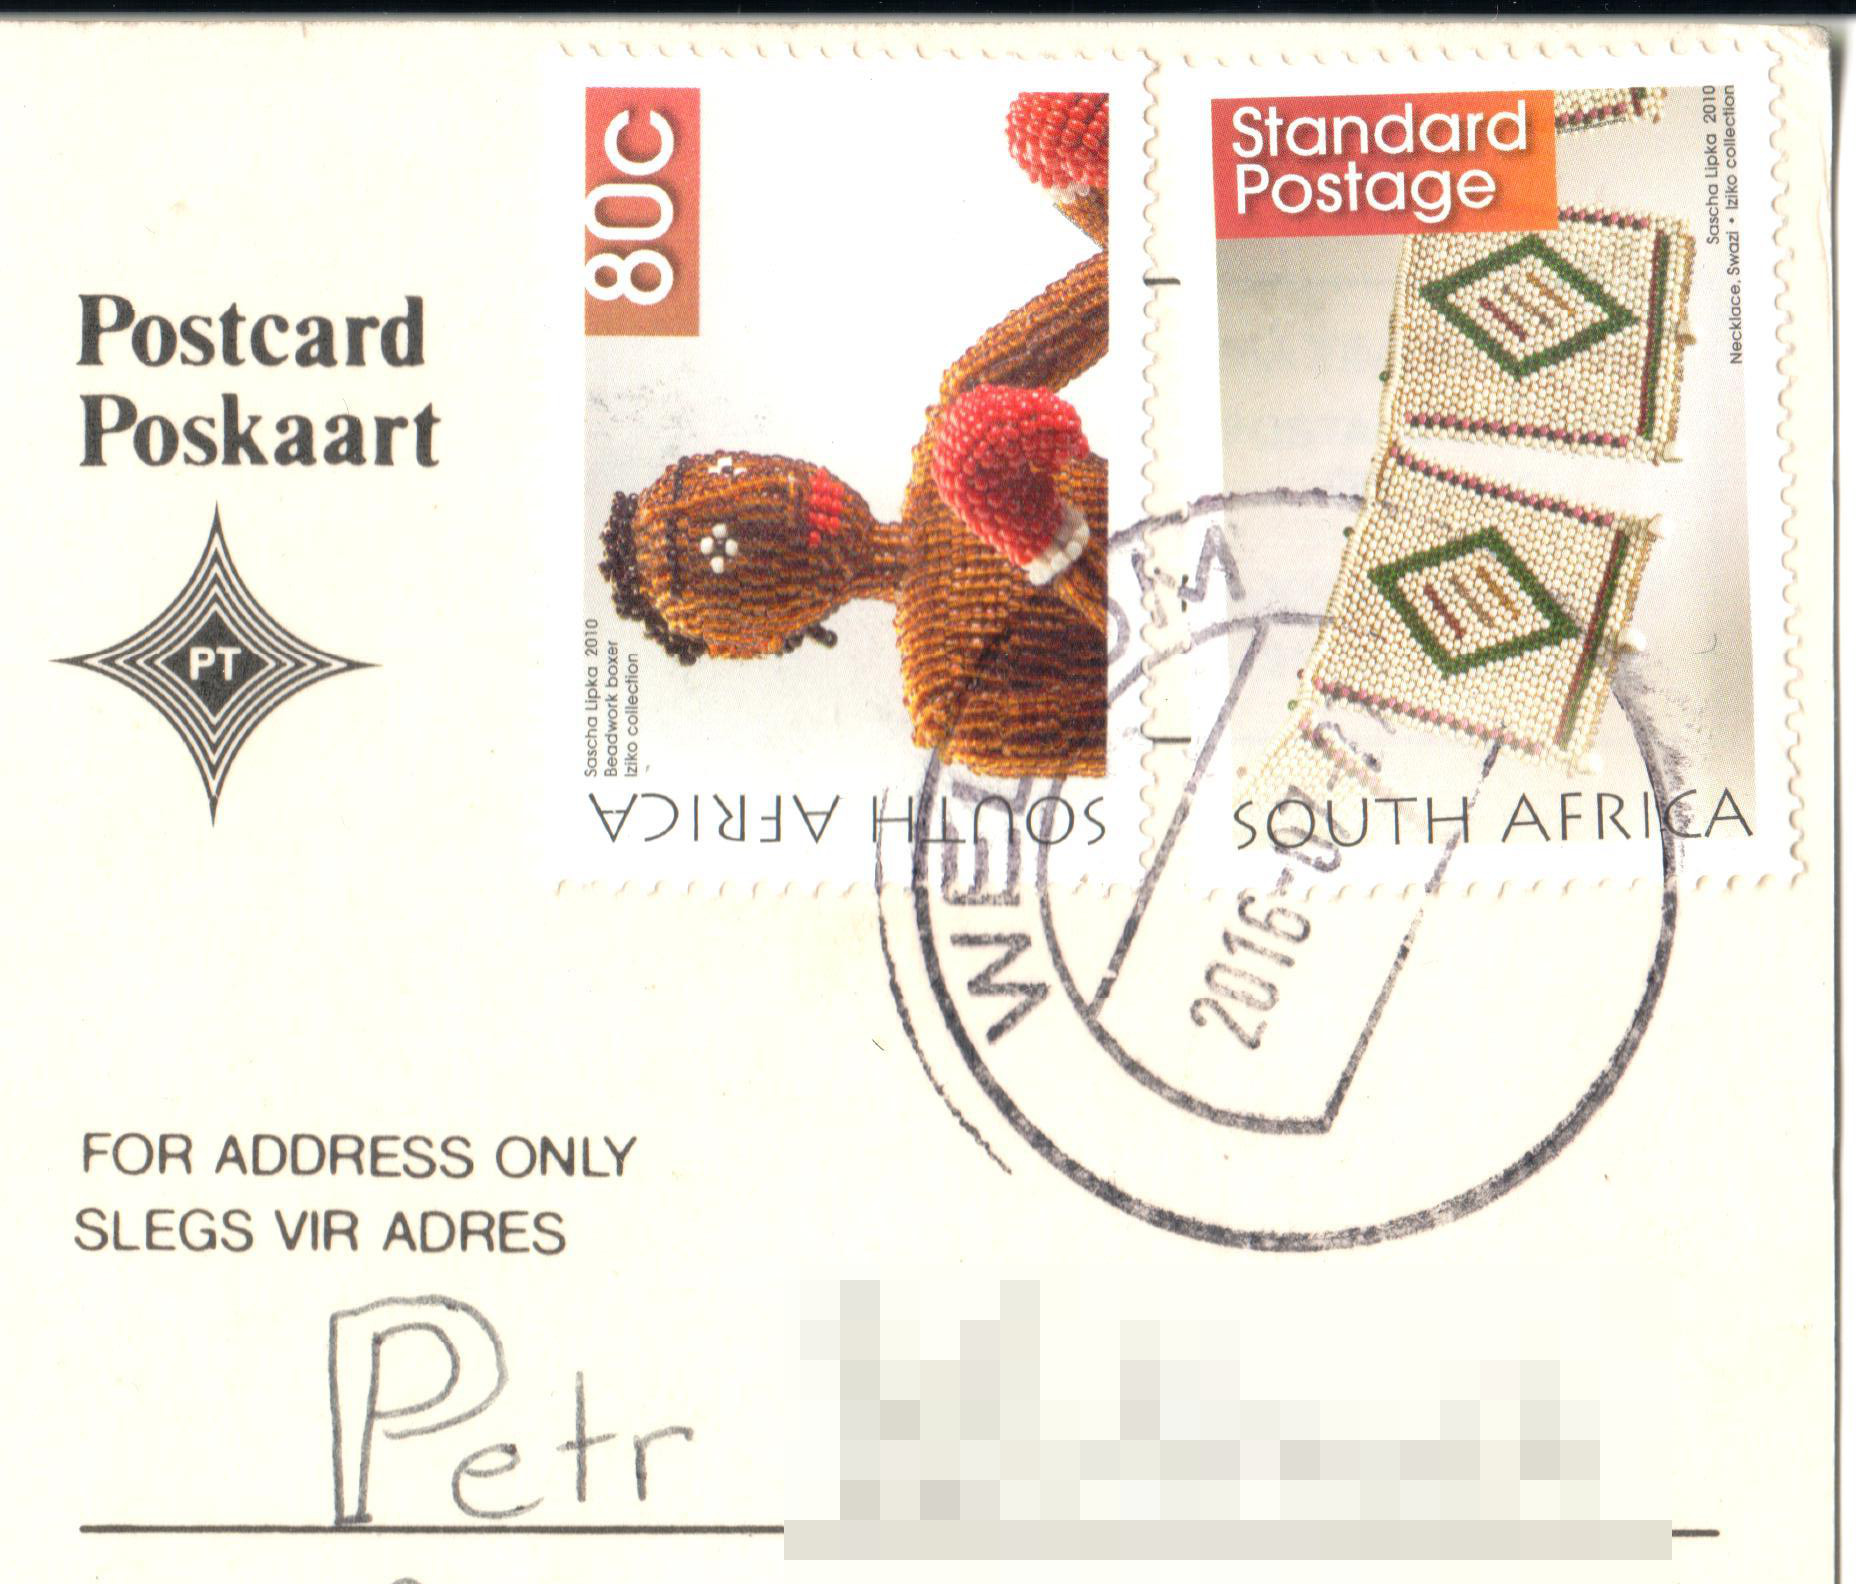 80c
Sascha Lipka 2010
Beadwork boxer
Iziko collection
SOUTH AFRICA
Standard
Postage
Sascha Lipka 2010
Necklace, Swazi • Iziko collection
SOUTH AFRICA
Postcard
Poskaart
PT
2016-0
FOR ADDRESS ONLY
SLEGS VIR ADRES
Petr